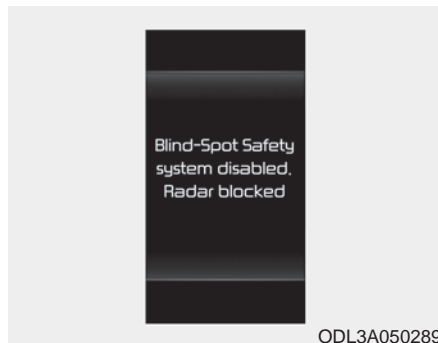 Blind-Spot Safety
system disabled,
Radar blocked
ODL3A050289